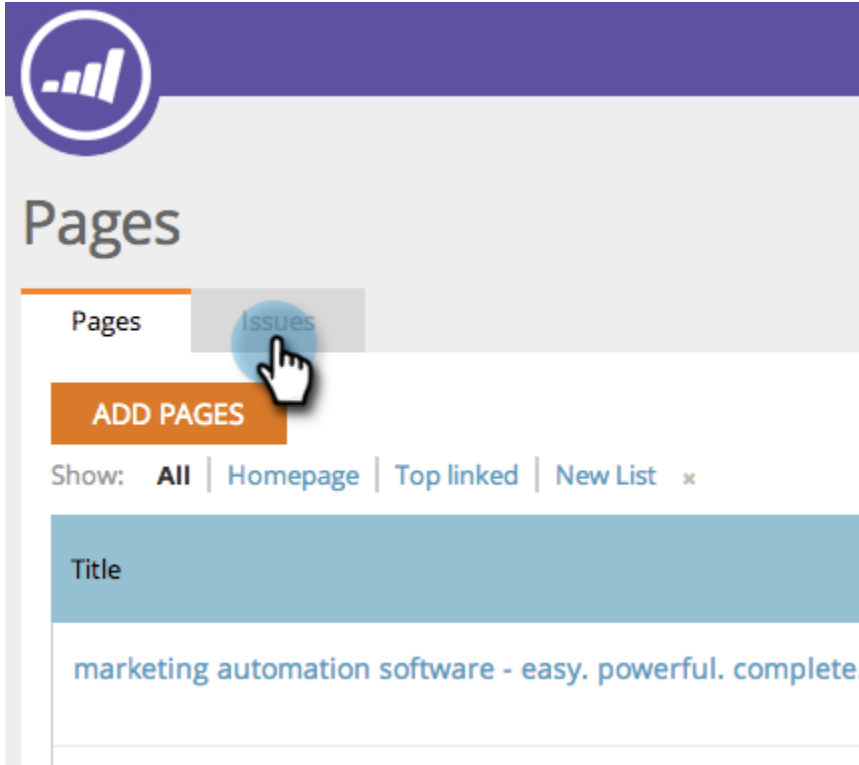 Pages
Pages Issues
ADD PAGES
Show: All Homepage Top linked New List ×
Title
marketing automation software - easy. powerful. complete.